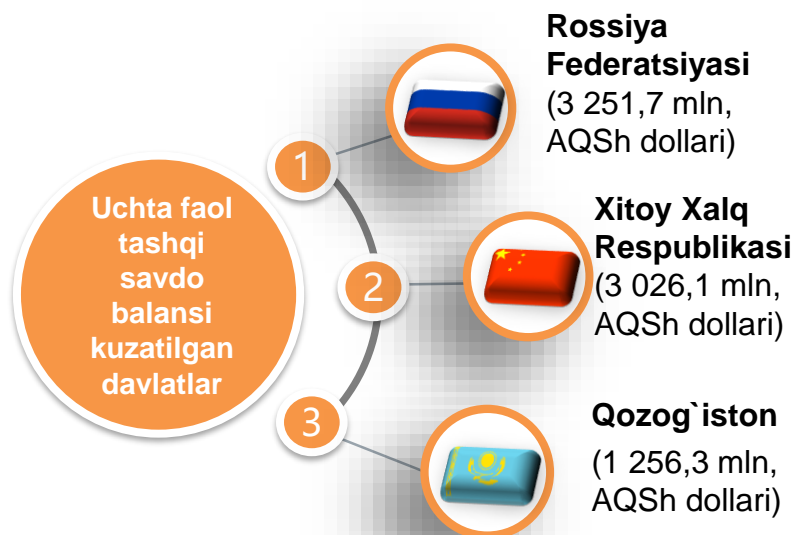 Uchta faol
tashqi
savdo
balansi
kuzatilgan
davlatlar
1
Rossiya
Federatsiyasi
(3 251,7 mln,
AQSh dollari)
2
Xitoy Xalq
Respublikasi
(3 026,1 mln,
AQSh dollari)
3
Qozog`iston
(1 256,3 mln,
AQSh dollari)